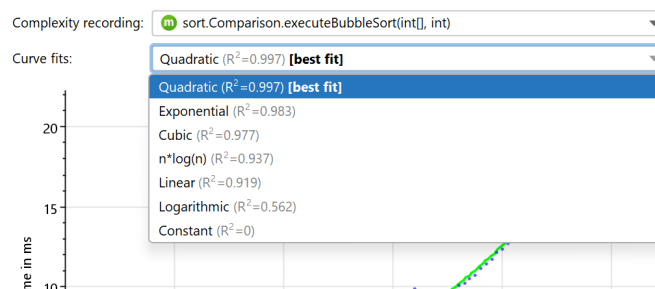 Complexity recording: m sort.Comparison.executeBubbleSort(int[], int)
Curve fits: Quadratic (R²=0.997) [best fit]
Quadratic (R²=0.997) [best fit]
Exponential (R²=0.983)
Cubic (R²=0.977)
n*log(n) (R²=0.937)
Linear (R²=0.919)
Logarithmic (R²=0.562)
Constant (R²=0)
20
15
10
me in ms